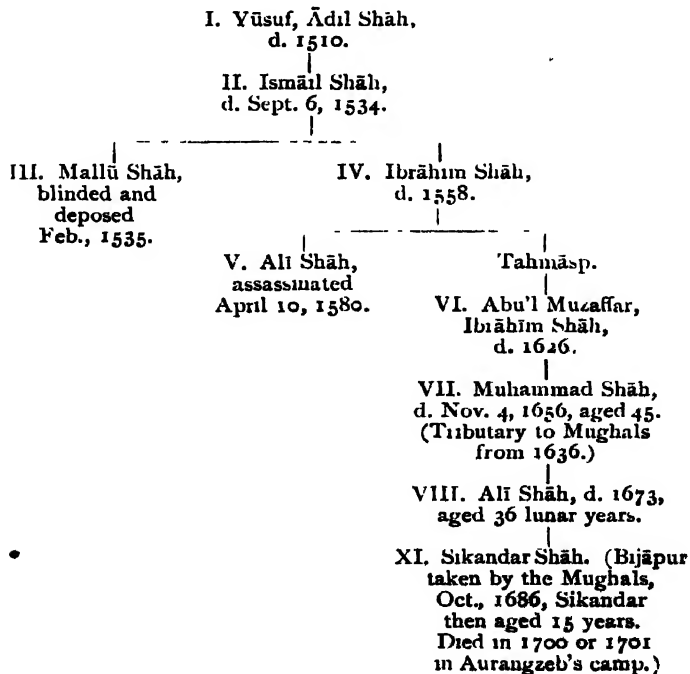 I. Yūsuf, Ādil Shāh,
d. 1510.
II. Ismāīl Shāh,
d. Sept. 6, 1534.
III. Mallū Shāh,
blinded and
deposed
Feb., 1535.
IV. Ibrāhīm Shāh,
d. 1558.
V. Alī Shāh,
assassinated
April 10, 1580.
Tahmāsp.
VI. Abu'l Muzaffar,
Ibrāhīm Shāh,
d. 1626.
VII. Muhammad Shāh,
d. Nov. 4, 1656, aged 45.
(Tributary to Mughals
from 1636.)
VIII. Alī Shāh, d. 1673,
aged 36 lunar years.
XI. Sikandar Shāh. (Bījāpur
taken by the Mughals,
Oct., 1686, Sikandar
then aged 15 years.
Died in 1700 or 1701
in Aurangzeb's camp.)